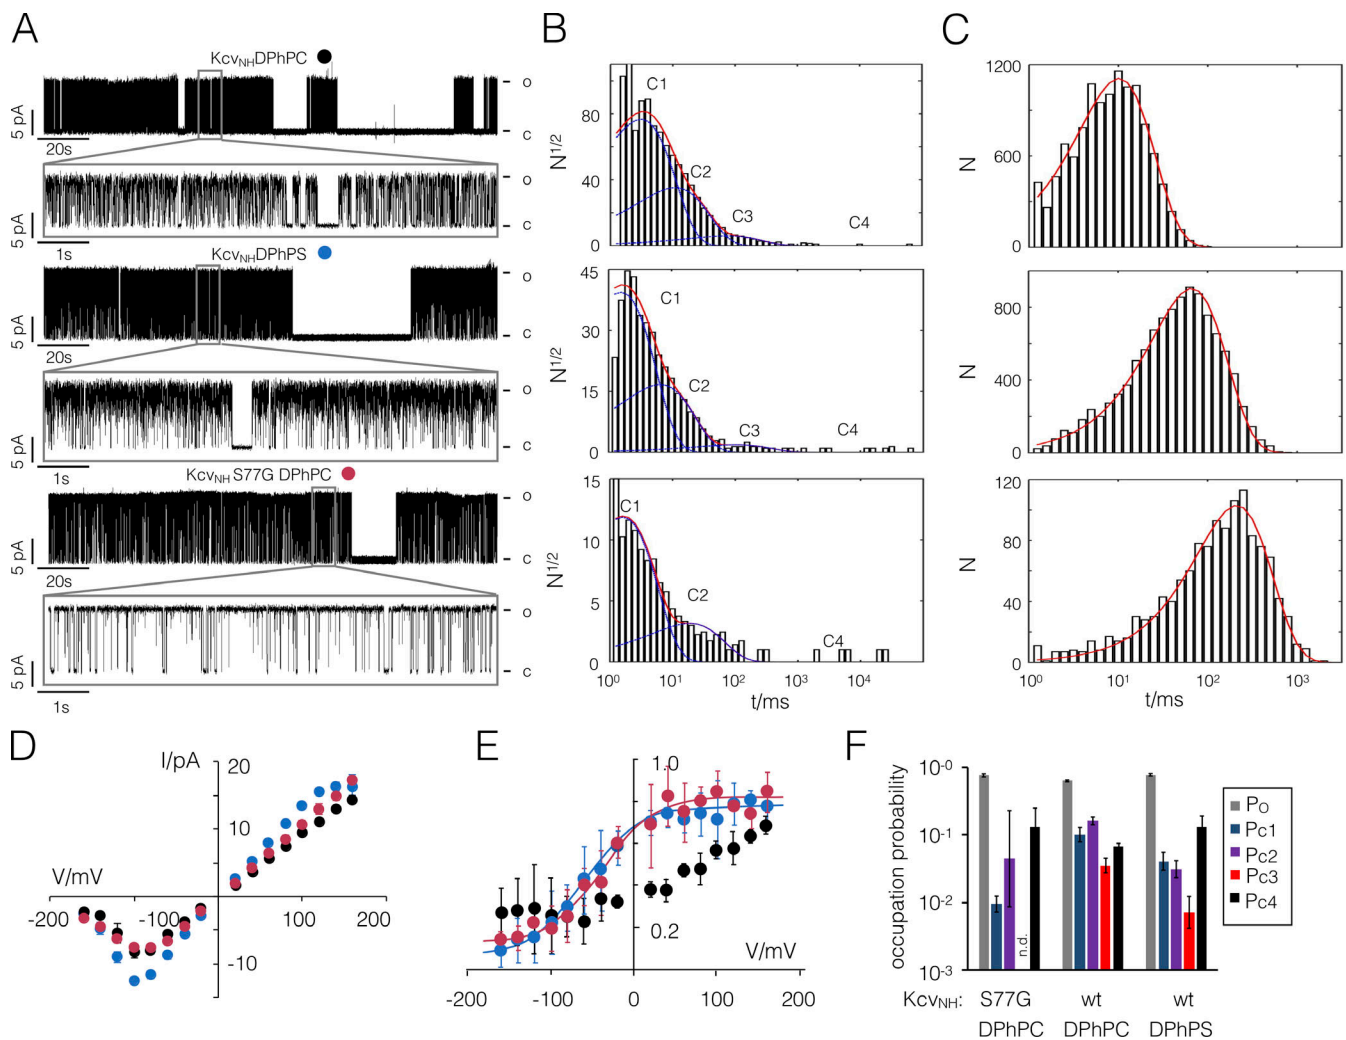 A
KcvNHDPhPC
o
c
5 pA
20s
o
c
5 pA
1s
KcvNHDPhPS
o
c
5 pA
20s
o
c
5 pA
1s
KcvNH S77G DPhPC
o
c
5 pA
20s
o
c
5 pA
1s
B
N1/2
80
40
0
C1
C2
C3
C4
N1/2
45
30
15
0
C1
C2
C3
C4
N1/2
15
10
5
0
C1
C2
C4
10⁰ 10¹ 10² 10³ 10⁴
t/ms
C
N
1200
600
0
N
800
400
0
N
120
80
40
0
10⁰ 10¹ 10² 10³
t/ms
D
I/pA
20
10
-10
V/mV
-200 -100 100 200
E
1.0
0.2
V/mV
-200 -100 0 100 200
F
occupation probability
10⁻⁰
10⁻¹
10⁻²
10⁻³
n.d.
PO
PC1
PC2
PC3
PC4
KcvNH: S77G wt wt
DPhPC DPhPC DPhPS